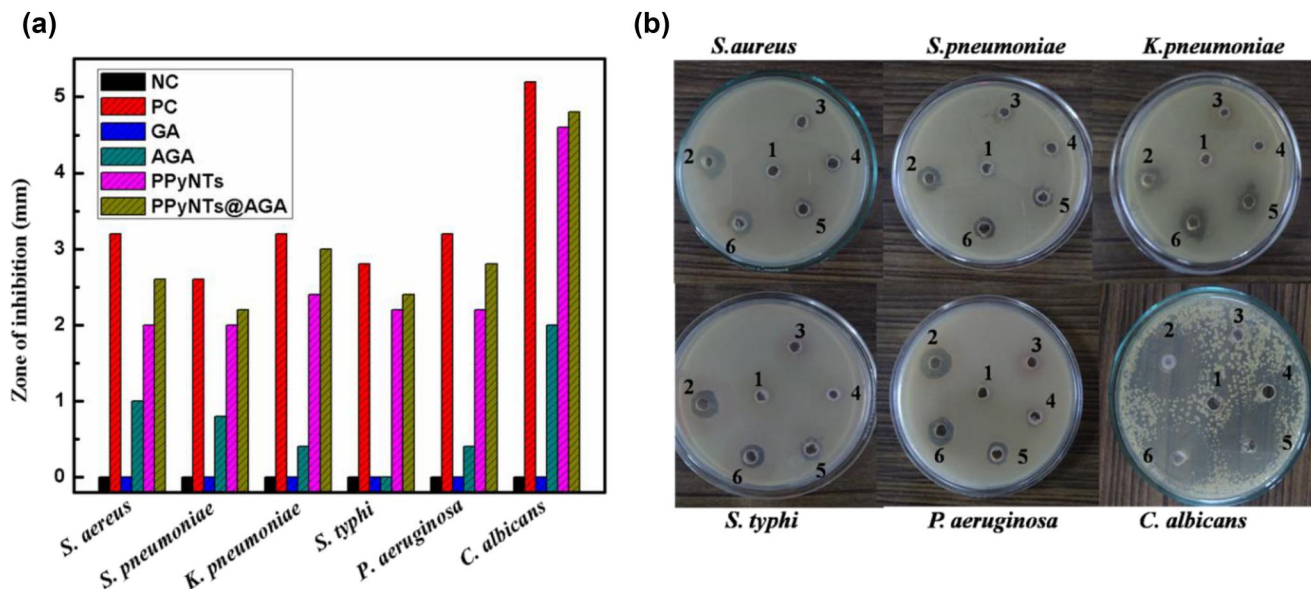 (a)
Zone of inhibition (mm)
5
4
3
2
1
0
NC
PC
GA
AGA
PPyNTs
PPyNTs@AGA
S. aereus
S. pneumoniae
K. pneumoniae
S. typhi
P. aeruginosa
C. albicans
(b)
S.aureus
S.pneumoniae
K.pneumoniae
3
2
1
4
5
6
3
1
4
2
5
6
3
4
1
2
5
6
3
1
2
4
5
6
2
3
1
4
6
5
3
2
4
1
5
6
S. typhi
P. aeruginosa
C. albicans